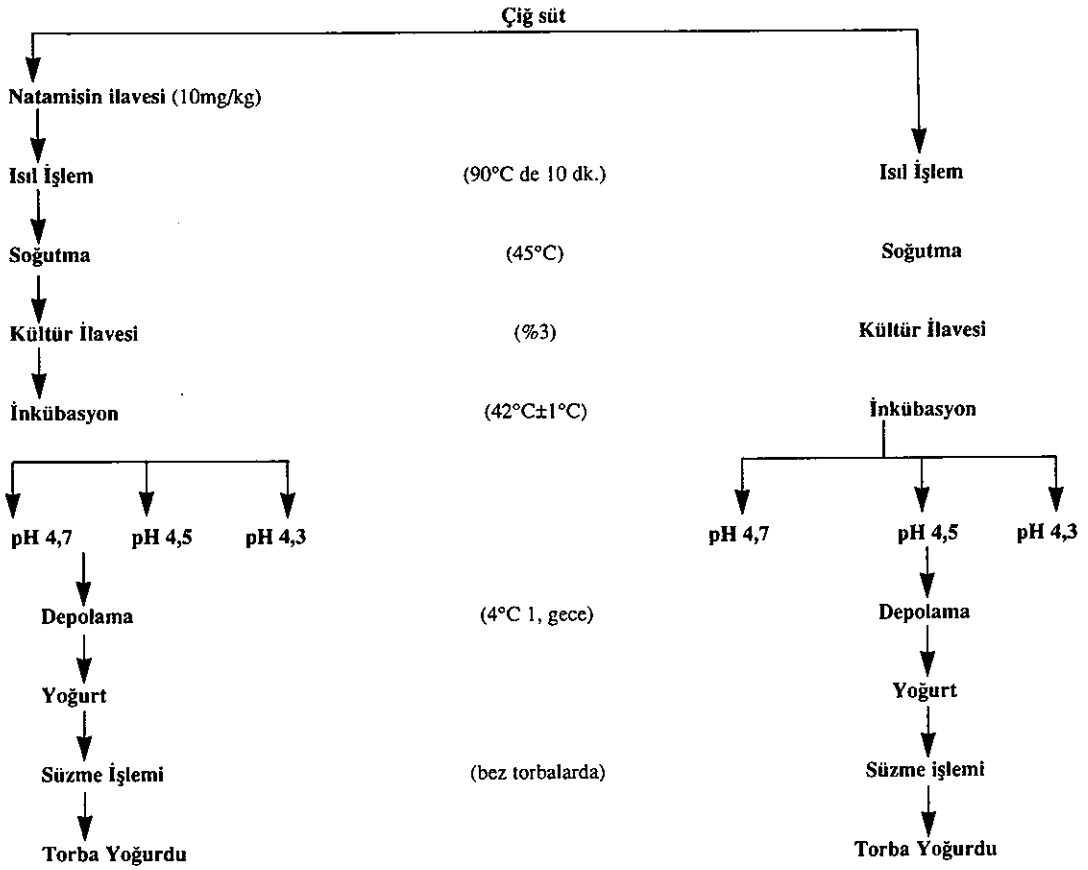 Çiğ süt
Natamisin ilavesi (10mg/kg)
Isıl İşlem (90°C de 10 dk.) Isıl İşlem
Soğutma (45°C) Soğutma
Kültür İlavesi (%3) Kültür İlavesi
İnkübasyon (42°C±1°C) İnkübasyon
pH 4,7 pH 4,5 pH 4,3 pH 4,7 pH 4,5 pH 4,3
Depolama (4°C 1, gece) Depolama
Yoğurt Yoğurt
Süzme İşlemi (bez torbalarda) Süzme işlemi
Torba Yoğurdu Torba Yoğurdu